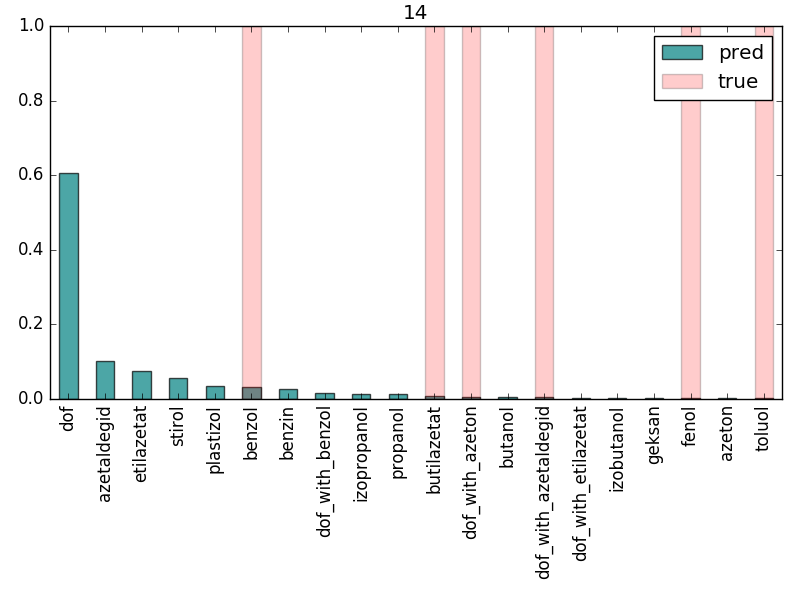 14
1.0
0.8
0.6
0.4
0.2
0.0
pred
true
dof
azetaldegid
etilazetat
stirol
plastizol
benzol
benzin
dof_with_benzol
izopropanol
propanol
butilazetat
dof_with_azeton
butanol
dof_with_azetaldegid
dof_with_etilazetat
izobutanol
geksan
fenol
azeton
toluol